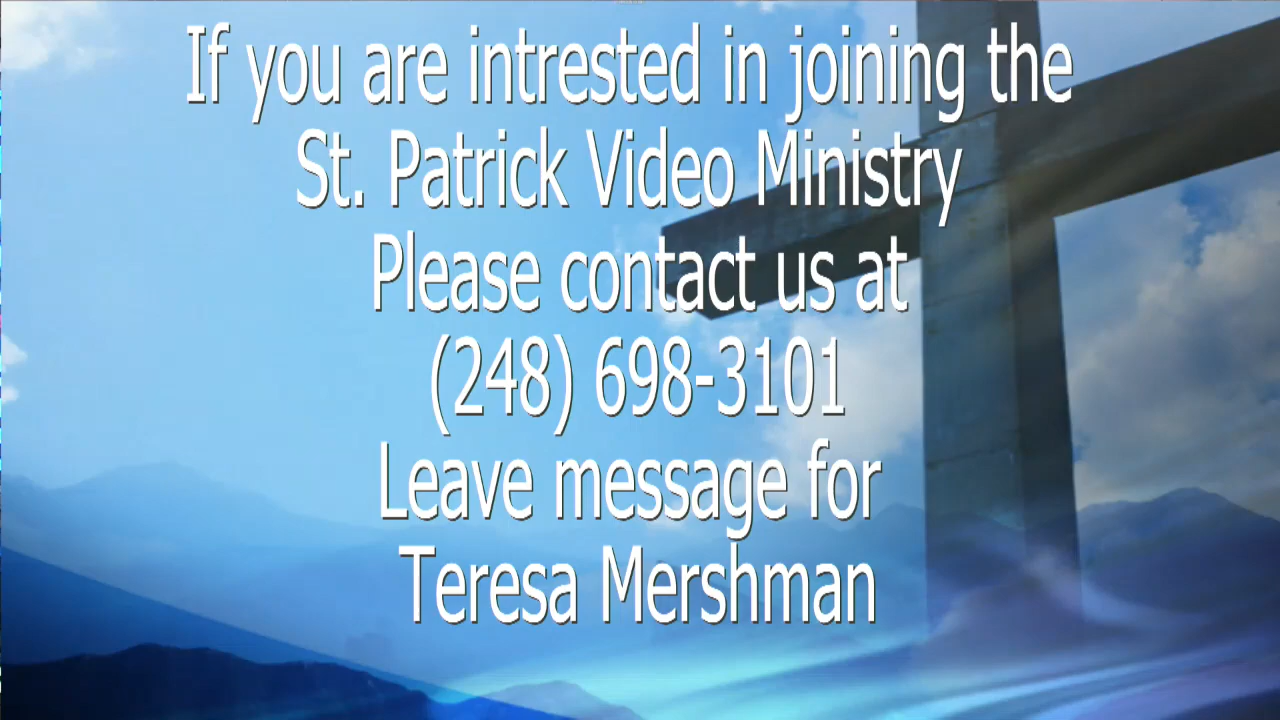 If you are intrested in joining the
St. Patrick Video Ministry
Please contact us at
(248) 698-3101
Leave message for
Teresa Mershman